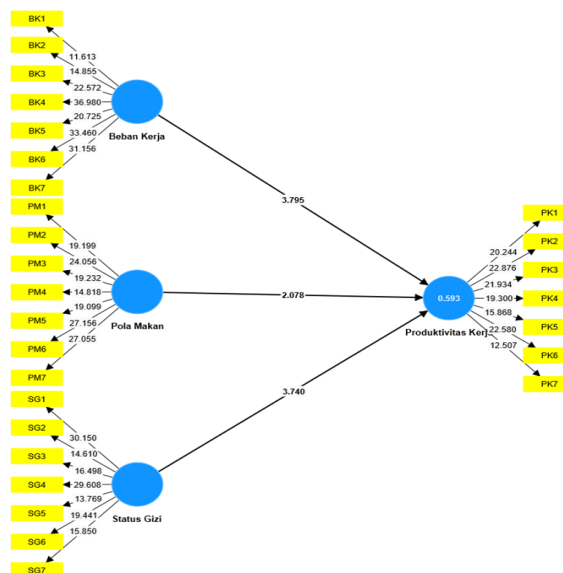 BK1
BK2
BK3
BK4
BK5
BK6
BK7
11.613
14.855
22.572
36.980
20.725
33.460
31.156
Beban Kerja
PM1
PM2
PM3
PM4
PM5
PM6
PM7
19.199
24.056
19.232
14.818
19.099
27.156
27.055
Pola Makan
SG1
SG2
SG3
SG4
SG5
SG6
SG7
30.150
14.610
16.498
29.608
13.769
19.441
15.850
Status Gizi
3.795
2.078
3.740
0.593
Produktivitas Kerj
20.244
22.876
21.934
19.300
15.868
22.580
12.507
PK1
PK2
PK3
PK4
PK5
PK6
PK7